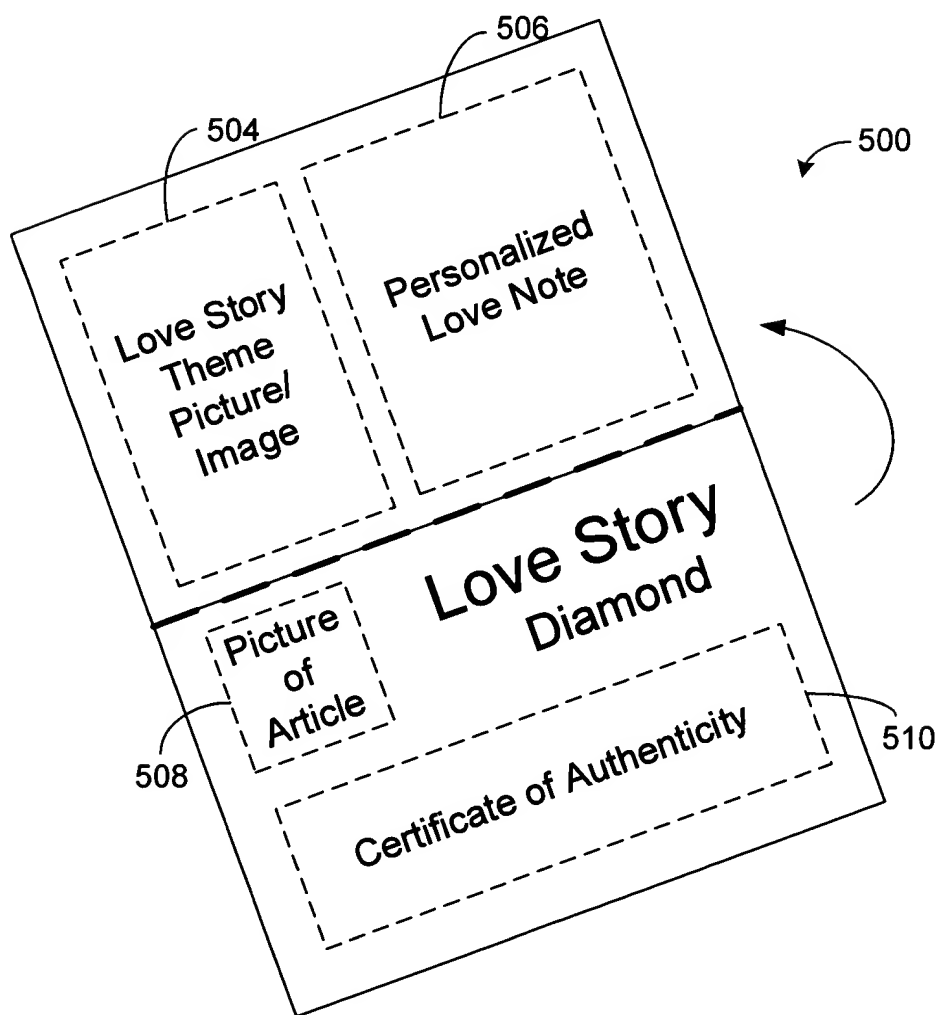 506
504
500
Personalized
Love Note
Love Story
Theme
Picture/
Image
Love Story
Diamond
Picture
of
Article
508
510
Certificate of Authenticity